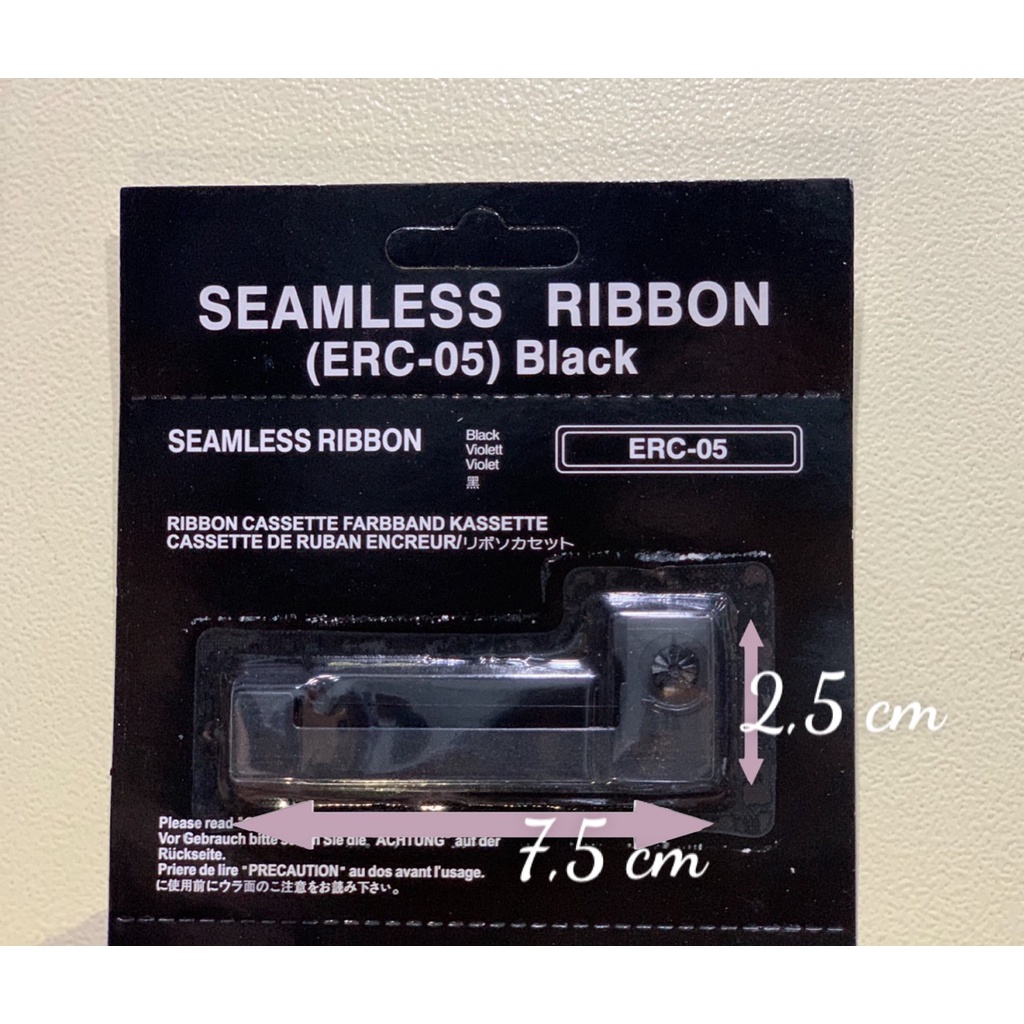 SEAMLESS RIBBON
(ERC-05) Black
SEAMLESS RIBBON
Black
Violett
Violet
黒
ERC-05
RIBBON CASSETTE FARBBAND KASSETTE
CASSETTE DE RUBAN ENCREUR/リボソカセット
2,5 cm
Please read
Vor Gebrauch bitte Sie die "ACHTUNG" auf der
Rückseite.
Priere de lire "PRECAUTION" au dos avant l'usage.
に使用前にウラ面のこ注意をお読み下さい。
7,5 cm